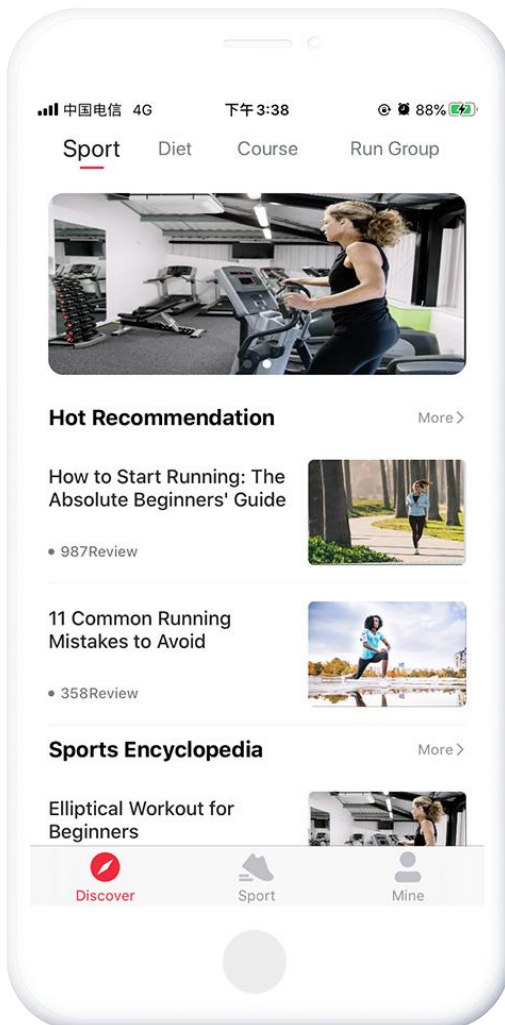 中国电信 4G 下午3:38 88%
Sport Diet Course Run Group
Hot Recommendation More >
How to Start Running: The
Absolute Beginners' Guide
• 987Review
11 Common Running
Mistakes to Avoid
• 358Review
Sports Encyclopedia More >
Elliptical Workout for
Beginners
Discover Sport Mine